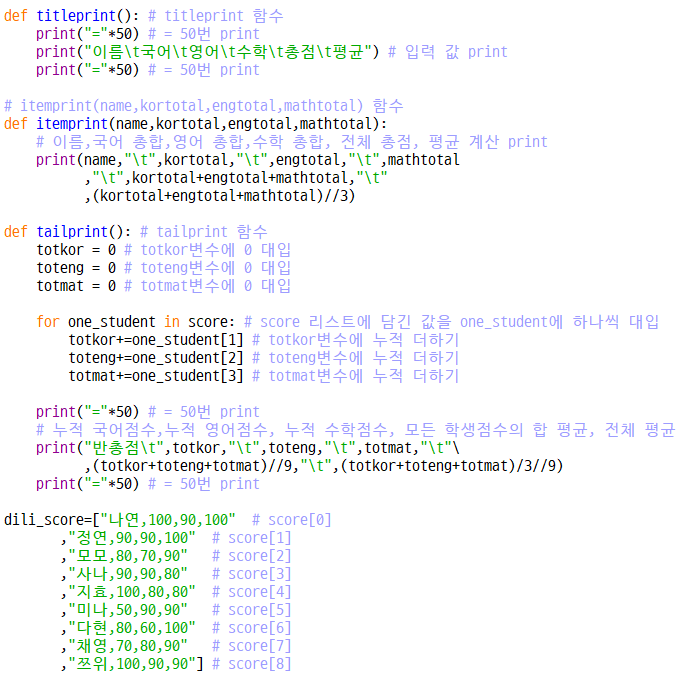 def titleprint(): # titleprint 함수
    print("="*50) # = 50번 print
    print("이름\t국어\t영어\t수학\t총점\t평균") # 입력 값 print
    print("="*50) # = 50번 print

# itemprint(name,kortotal,engtotal,mathtotal) 함수
def itemprint(name,kortotal,engtotal,mathtotal):
    # 이름,국어 총합,영어 총합,수학 총합, 전체 총점, 평균 계산 print
    print(name,"\t",kortotal,"\t",engtotal,"\t",mathtotal
          ,"\t",kortotal+engtotal+mathtotal,"\t"
          ,(kortotal+engtotal+mathtotal)//3)

def tailprint(): # tailprint 함수
    totkor = 0 # totkor변수에 0 대입
    toteng = 0 # toteng변수에 0 대입
    totmat = 0 # totmat변수에 0 대입

    for one_student in score: # score 리스트에 담긴 값을 one_student에 하나씩 대입
        totkor+=one_student[1] # totkor변수에 누적 더하기
        toteng+=one_student[2] # toteng변수에 누적 더하기
        totmat+=one_student[3] # totmat변수에 누적 더하기

    print("="*50) # = 50번 print
    # 누적 국어점수,누적 영어점수, 누적 수학점수, 모든 학생점수의 합 평균, 전체 평균
    print("반총점\t",totkor,"\t",toteng,"\t",totmat,"\t"\
          ,(totkor+toteng+totmat)//9,"\t",(totkor+toteng+totmat)/3//9)
    print("="*50) # = 50번 print

dili_score=["나연,100,90,100"  # score[0]
       ,"정연,90,90,100"  # score[1]
       ,"모모,80,70,90"   # score[2]
       ,"사나,90,90,80"   # score[3]
       ,"지효,100,80,80"  # score[4]
       ,"미나,50,90,90"   # score[5]
       ,"다현,80,60,100"  # score[6]
       ,"채영,70,80,90"   # score[7]
       ,"쯔위,100,90,90"] # score[8]